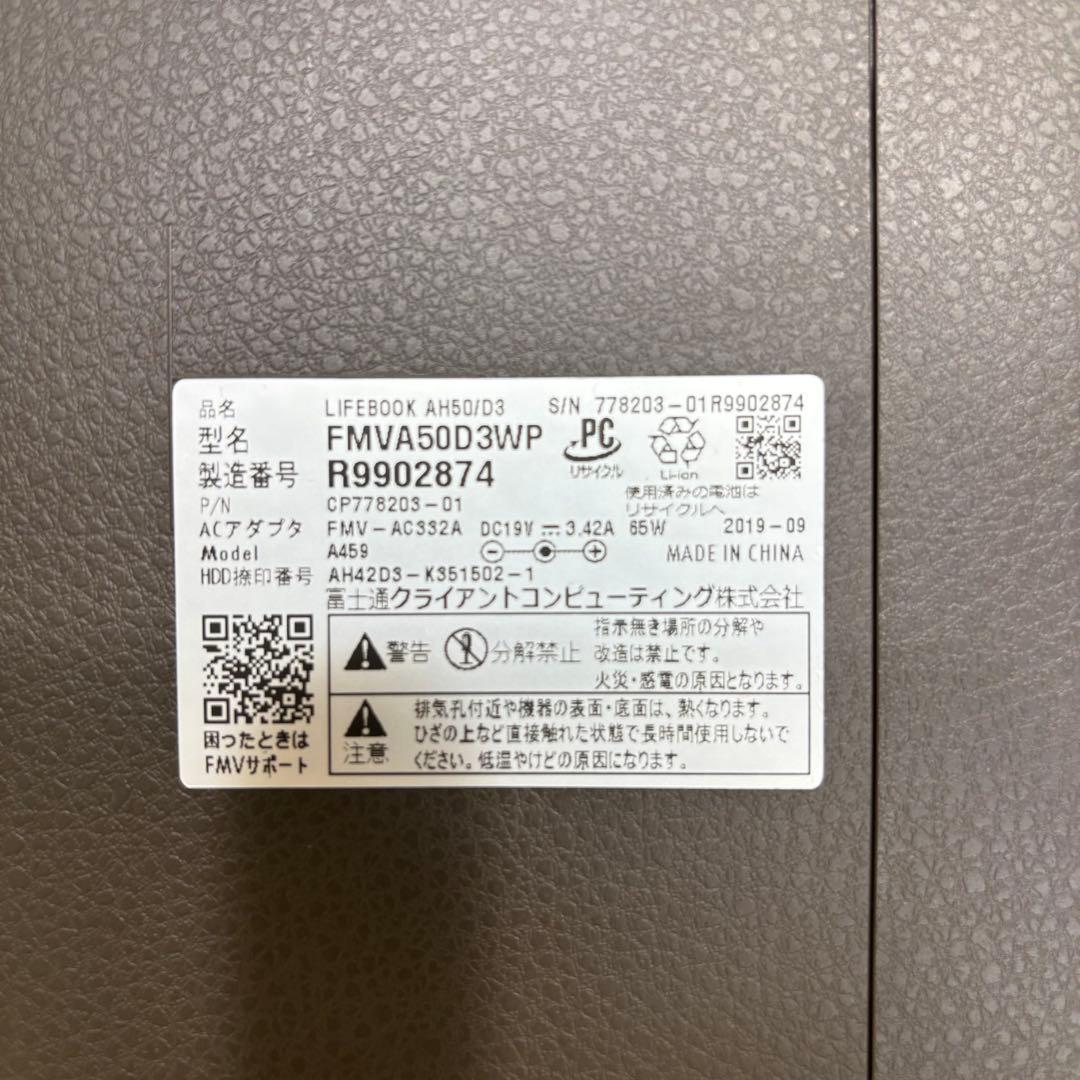 品名 LIFEBOOK AH50/D3 S/N 778203-01R9902874
型名 FMVA50D3WP
PC
リサイクル
Li-ion
製造番号 R9902874
使用済みの電池は
リサイクルへ
P/N CP778203-01
ACアダプタ FMV-AC332A DC19V 3.42A 65W 2019-09
Model A459 MADE IN CHINA
HDD捺印番号 AH42D3-K351502-1
富士通クライアントコンピューティング株式会社
警告 分解禁止
指示無き場所の分解や
改造は禁止です。
火災・感電の原因となります。
注意
排気孔付近や機器の表面・底面は、熱くなります。
ひざの上など直接触れた状態で長時間使用しないで
ください。低温やけどの原因になります。
困ったときは
FMVサポート